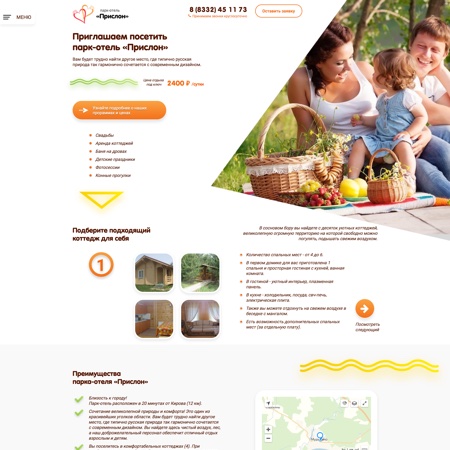 МЕНЮ
парк-отель
«Прислон»
8 (8332) 45 11 73
Принимаем звонки круглосуточно
Оставить заявку
Приглашаем посетить
парк-отель «Прислон»
Вам будет трудно найти другое место, где типично русская
природа так гармонично сочетается с современным дизайном.
2400 ₽ /сутки
Узнайте подробнее о наших
программах и ценах
Свадьбы
Аренда коттеджей
Баня на дровах
Детские праздники
Фотосессии
Конные прогулки
Подберите подходящий
коттедж для себя
В сосновом бору вы найдете с десяток уютных коттеджей,
великолепную огромную территорию на которой свободно можно
погулять, подышать свежим воздухом.
1
Количество спальных мест - от 4 до 6.
В первом домике для вас приготовлена 1
спальня и просторная гостиная с кухней, ванная
комната.
В гостиной - уютный интерьер, плазменная
панель.
В кухне - холодильник, посуда, свч печь,
электрическая плита.
Также вы можете отдохнуть на свежем воздухе в
беседке с мангалом
Есть возможность дополнительных спальных
мест (за отдельную плату).
Посмотреть
следующий
Преимущества
парка-отеля «Прислон»
Близость к городу!
Парк-отель расположен в 20 минутах от Кирова (12 км).
Сочетание великолепной природы и комфорта! Это один из
красивейших уголков области. Вам будет трудно найти другое
место, где типично русская природа так гармонично сочетается
с современным дизайном. Вы найдете здесь чистый воздух, лес,
а наш доброжелательный персонал обеспечит отличный отдых
взрослым и детям.
Вы поселитесь в комфортабельных коттеджах (4). При